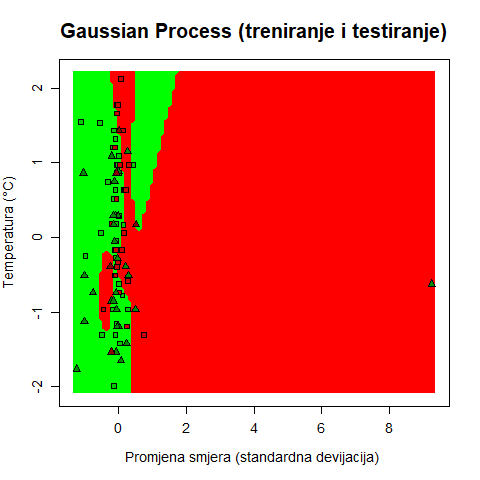 Gaussian Process (treniranje i testiranje)
Temperatura (°C)
2
1
0
-1
-2
0 2 4 6 8
Promjena smjera (standardna devijacija)